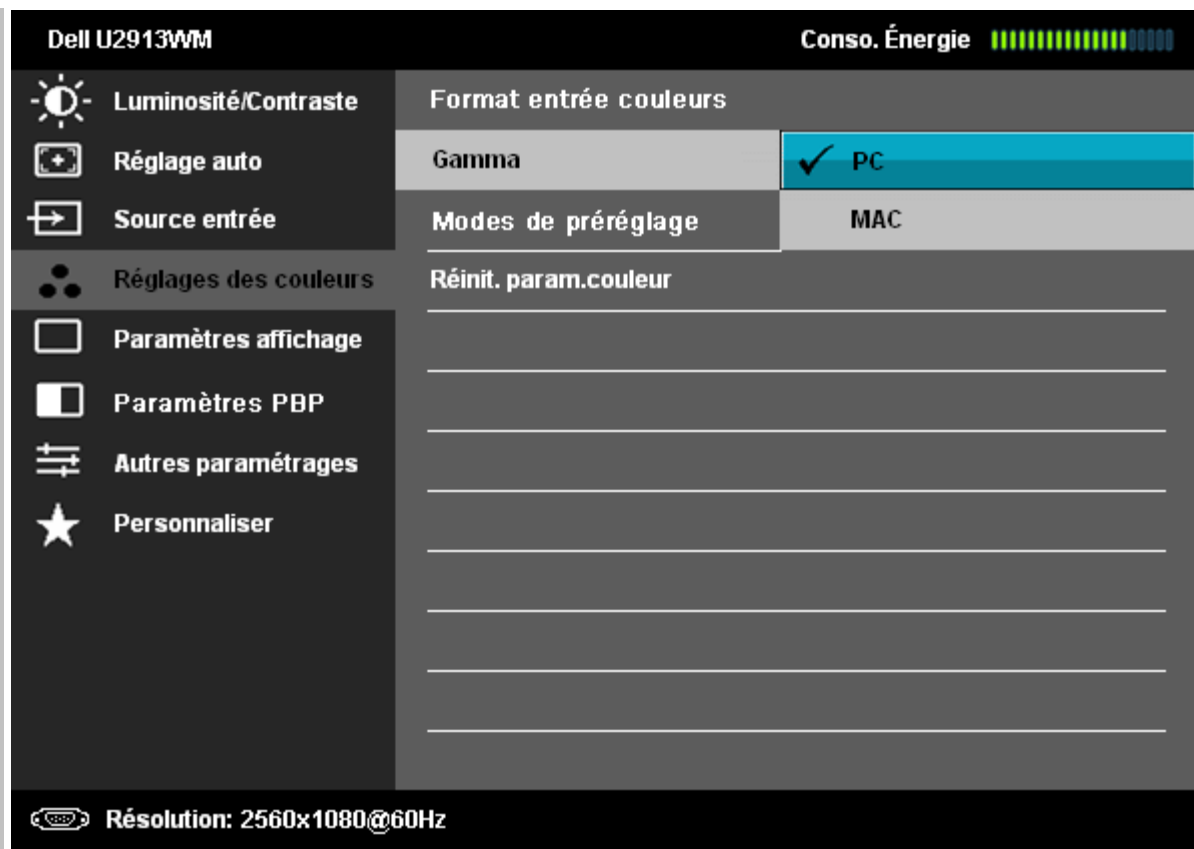 Dell U2913WM
Conso. Énergie
Luminosité/Contraste
Réglage auto
Source entrée
Réglages des couleurs
Paramètres affichage
Paramètres PBP
Autres paramétrages
Personnaliser
Format entrée couleurs
Gamma
PC
Modes de préréglage
MAC
Réinit. param.couleur
Résolution: 2560x1080@60Hz